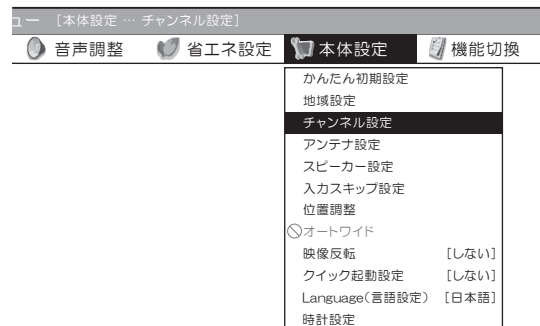 ュー [本体設定 … チャンネル設定]
音声調整 省エネ設定 本体設定 機能切換
かんたん初期設定
地域設定
チャンネル設定
アンテナ設定
スピーカー設定
入力スキップ設定
位置調整
オートワイド
映像反転 [しない]
クイック起動設定 [しない]
Language(言語設定) [日本語]
時計設定